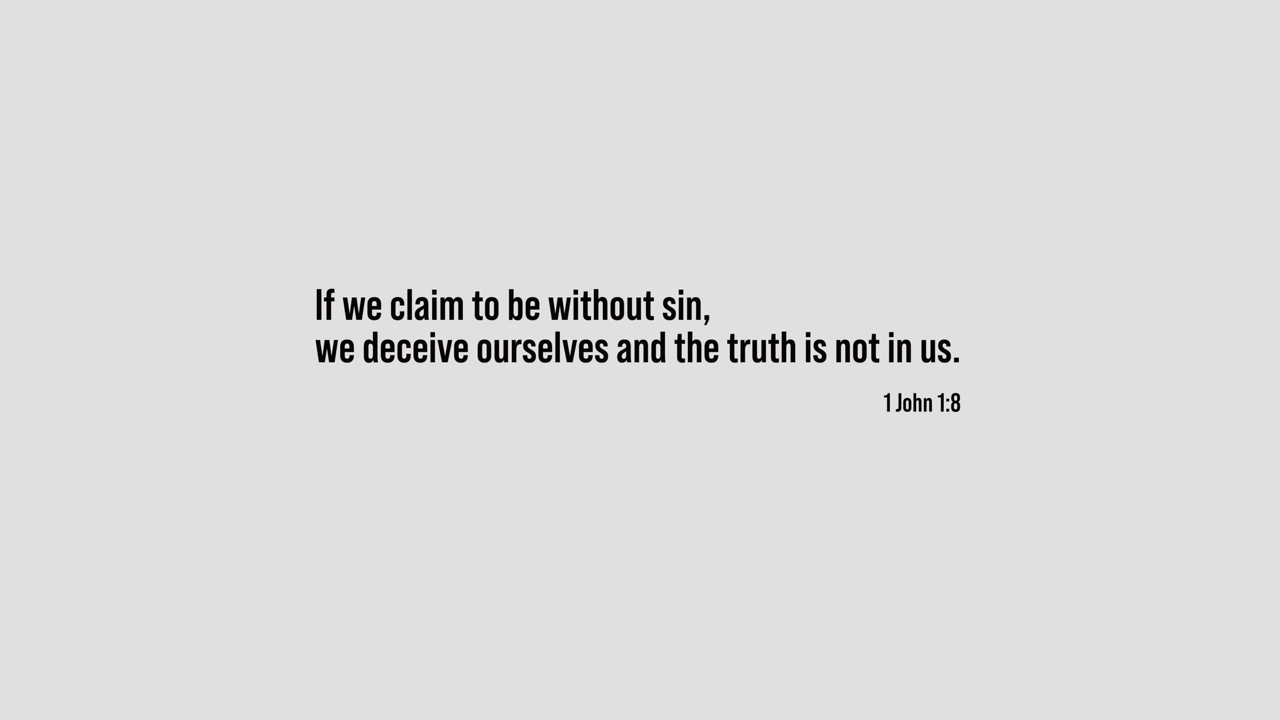 If we claim to be without sin,
we deceive ourselves and the truth is not in us.
1 John 1:8